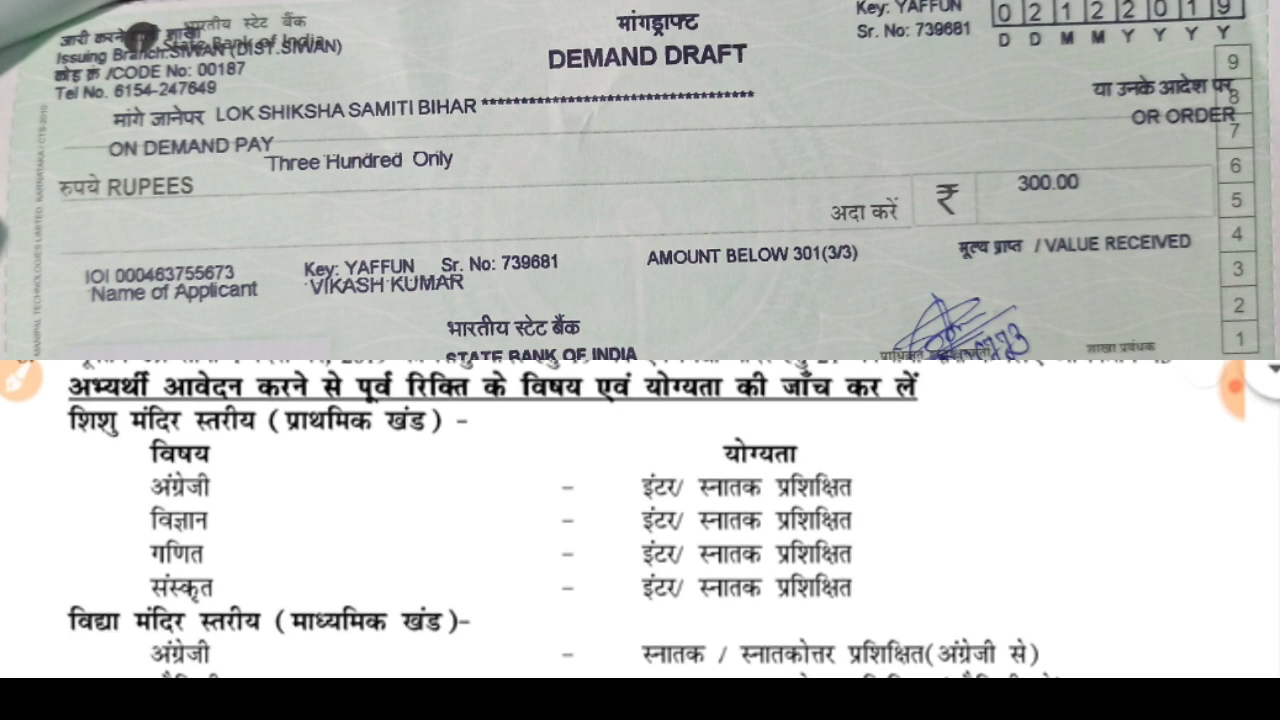 भारतीय स्टेट बैंक
State Bank of India
जारी करने शाखा
Issuing Branch:SIWAN (DIST.SIWAN)
कोड क्र /CODE No: 00187
Tel No. 6154-247649
मांगड्राफ्ट
DEMAND DRAFT
Key: YAFFUN
Sr. No: 739681
0 2 1 2 2 0 1 9
D D M M Y Y Y Y
मांगे जानेपर LOK SHIKSHA SAMITI BIHAR ***********************************
या उनके आदेश पर
ON DEMAND PAY
OR ORDER
Three Hundred Only
रुपये RUPEES
अदा करें ₹ 300.00
IOI 000463755673 Key: YAFFUN Sr. No: 739681 AMOUNT BELOW 301(3/3) मूल्य प्राप्त / VALUE RECEIVED
Name of Applicant VIKASH KUMAR
भारतीय स्टेट बैंक
STATE BANK OF INDIA
शाखा प्रबंधक
9
8
7
6
5
4
3
2
1
अभ्यर्थी आवेदन करने से पूर्व रिक्ति के विषय एवं योग्यता की जाँच कर लें
शिशु मंदिर स्तरीय ( प्राथमिक खंड ) -
विषय योग्यता
अंग्रेजी - इंटर/ स्नातक प्रशिक्षित
विज्ञान - इंटर/ स्नातक प्रशिक्षित
गणित - इंटर/ स्नातक प्रशिक्षित
संस्कृत - इंटर/ स्नातक प्रशिक्षित
विद्या मंदिर स्तरीय ( माध्यमिक खंड )-
अंग्रेजी - स्नातक / स्नातकोत्तर प्रशिक्षित(अंग्रेजी से)